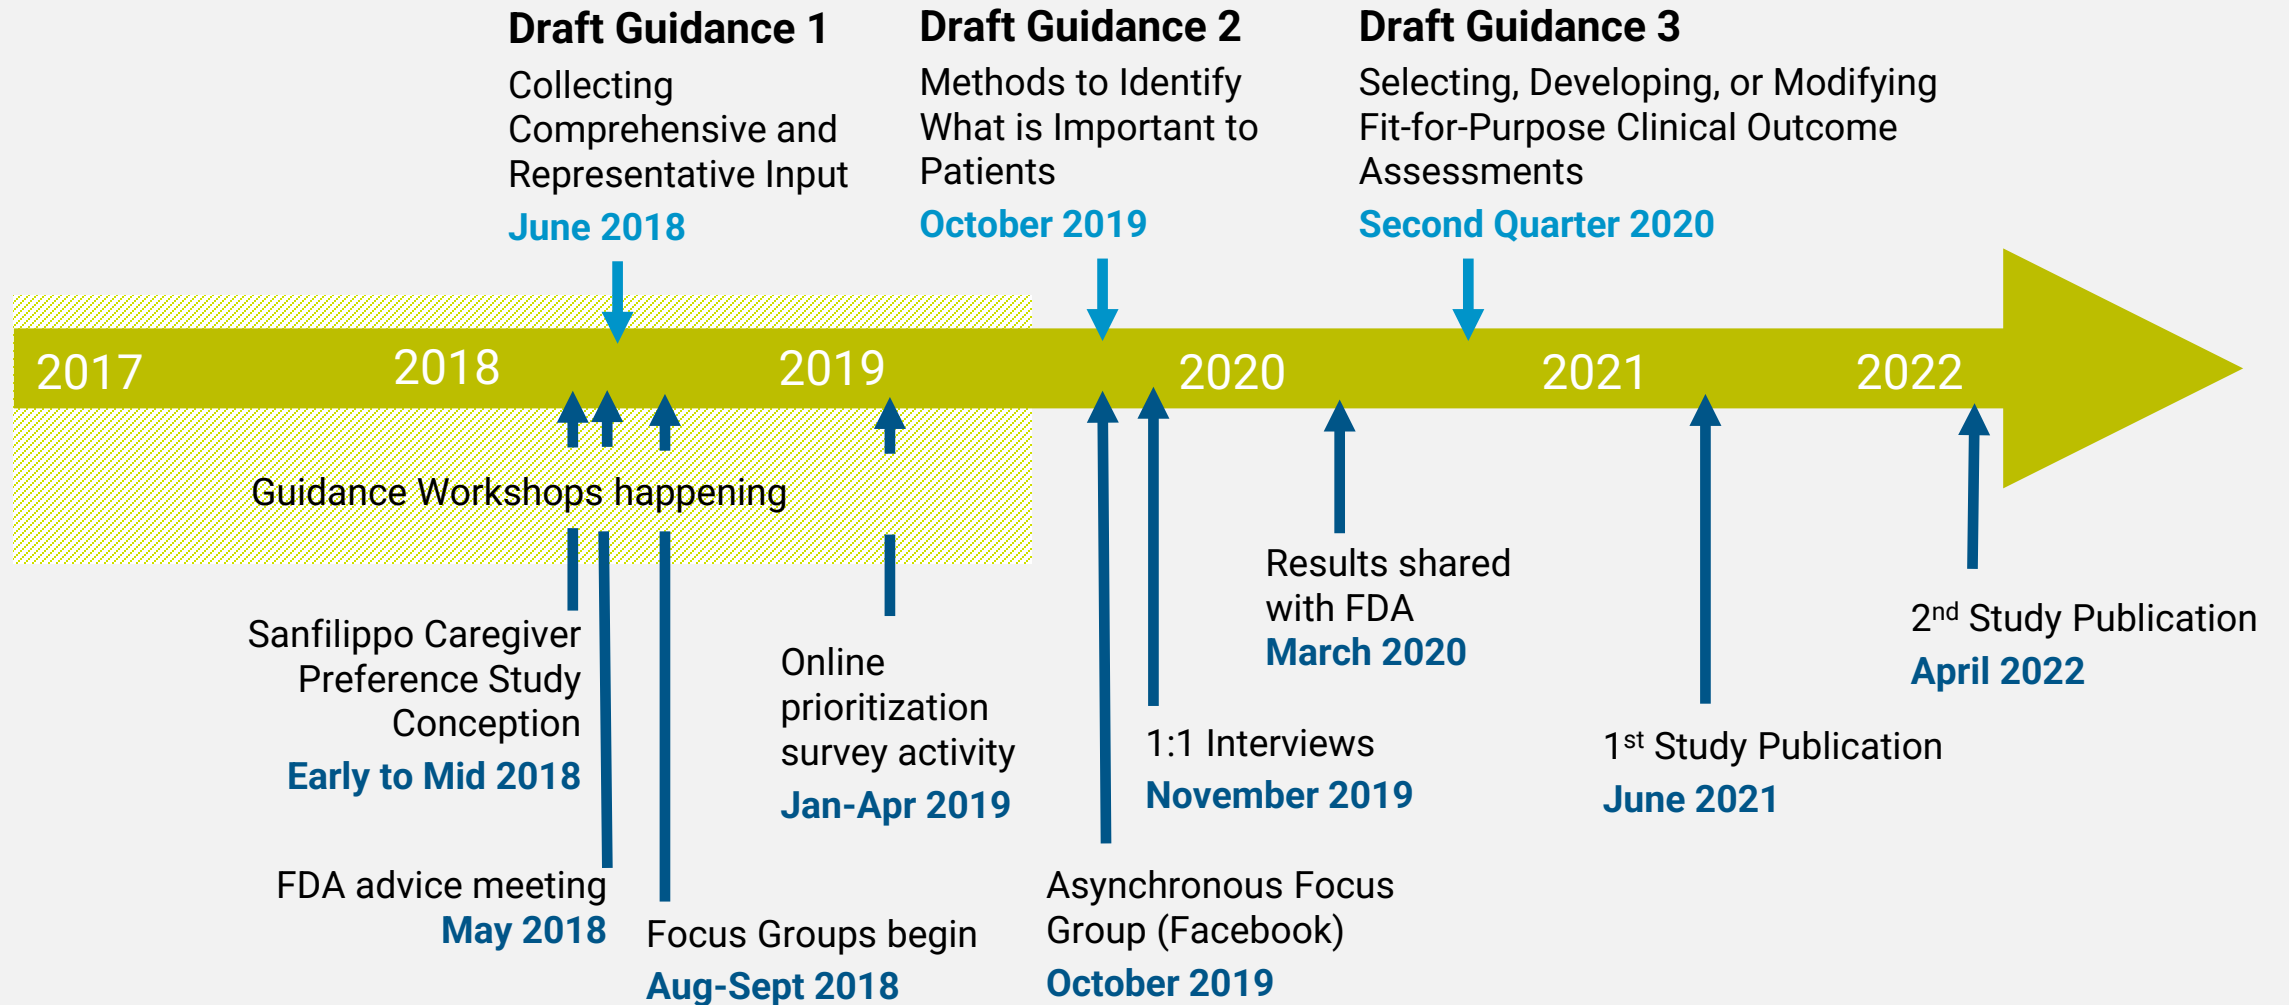 Draft Guidance 1
Collecting
Comprehensive and
Representative Input
June 2018
Draft Guidance 2
Methods to Identify
What is Important to
Patients
October 2019
Draft Guidance 3
Selecting, Developing, or Modifying
Fit-for-Purpose Clinical Outcome
Assessments
Second Quarter 2020
2017
2018
2019
2020
2021
2022
Guidance Workshops happening
Sanfilippo Caregiver
Preference Study
Conception
Early to Mid 2018
FDA advice meeting
May 2018
Focus Groups begin
Aug-Sept 2018
Online
prioritization
survey activity
Jan-Apr 2019
Asynchronous Focus
Group (Facebook)
October 2019
1:1 Interviews
November 2019
Results shared
with FDA
March 2020
1st Study Publication
June 2021
2nd Study Publication
April 2022